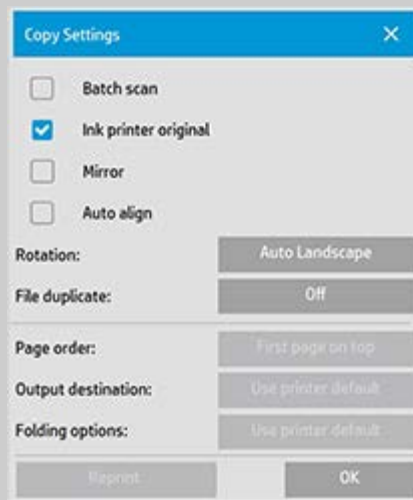 Copy Settings
Batch scan
Ink printer original
Mirror
Auto align
Rotation: Auto Landscape
File duplicate: Off
Page order: First page on top
Output destination: Use printer default
Folding options: Use printer default
Reprint OK